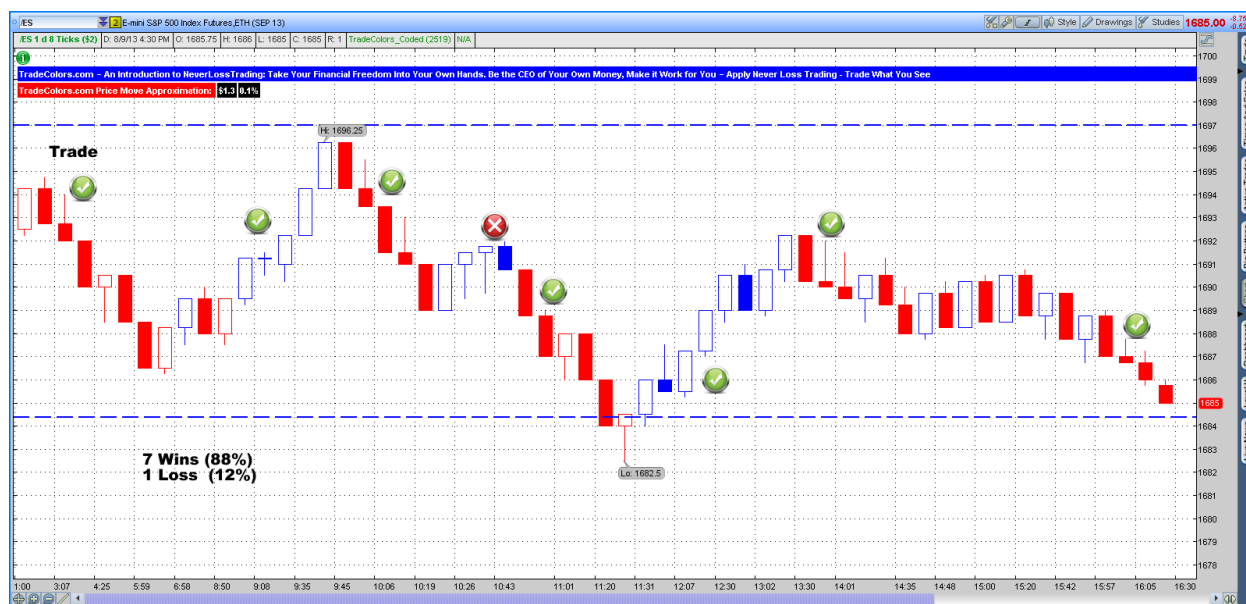 /ES 2 E-mini S&P 500 Index Futures,ETH (SEP 13) Style Drawings Studies 1685.00
/ES 1 d 8 Ticks ($2) D: 8/9/13 4:30 PM O: 1685.75 H: 1686 L: 1685 C: 1685 R: 1 TradeColors_Coded (2519) N/A
TradeColors.com – An Introduction to NeverLossTrading: Take Your Financial Freedom Into Your Own Hands. Be the CEO of Your Own Money, Make it Work for You – Apply Never Loss Trading - Trade What You See
TradeColors.com Price Move Approximation: $1.3 0.1%
Hi: 1696.25
Trade
7 Wins (88%)
1 Loss (12%)
Lo: 1682.5
1700
1699
1698
1697
1696
1695
1694
1693
1692
1691
1690
1689
1688
1687
1686
1685
1684
1683
1682
1681
1680
1679
1678
1:00 3:07 4:25 5:59 6:58 8:50 9:08 9:35 9:45 10:06 10:19 10:26 10:43 11:01 11:20 11:31 12:07 12:30 13:02 13:30 14:01 14:35 14:48 15:00 15:20 15:42 15:57 16:05 16:30